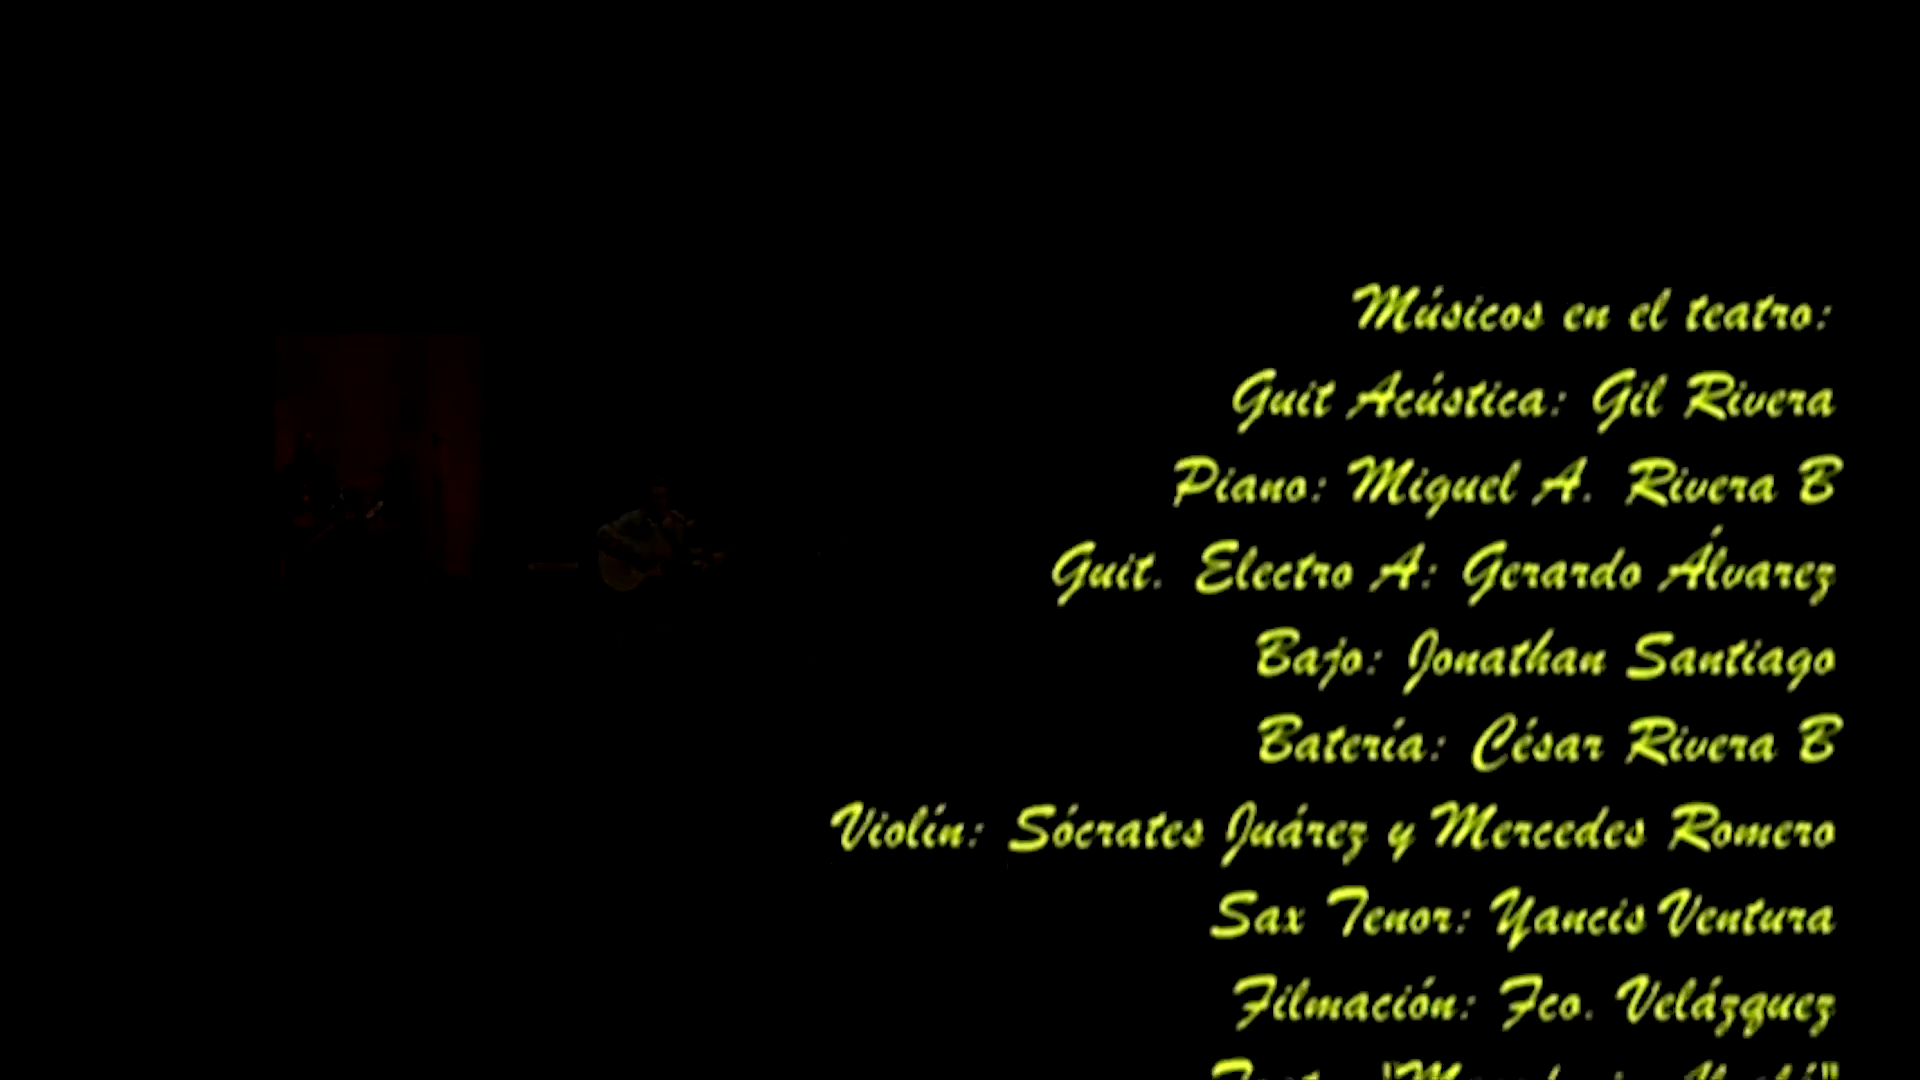 Músicos en el teatro:
Guit Acústica: Gil Rivera
Piano: Miguel A. Rivera B
Guit. Electro A: Gerardo Álvarez
Bajo: Jonathan Santiago
Batería: César Rivera B
Violín: Sócrates Juárez y Mercedes Romero
Sax Tenor: Yancis Ventura
Filmación: Fco. Velázquez